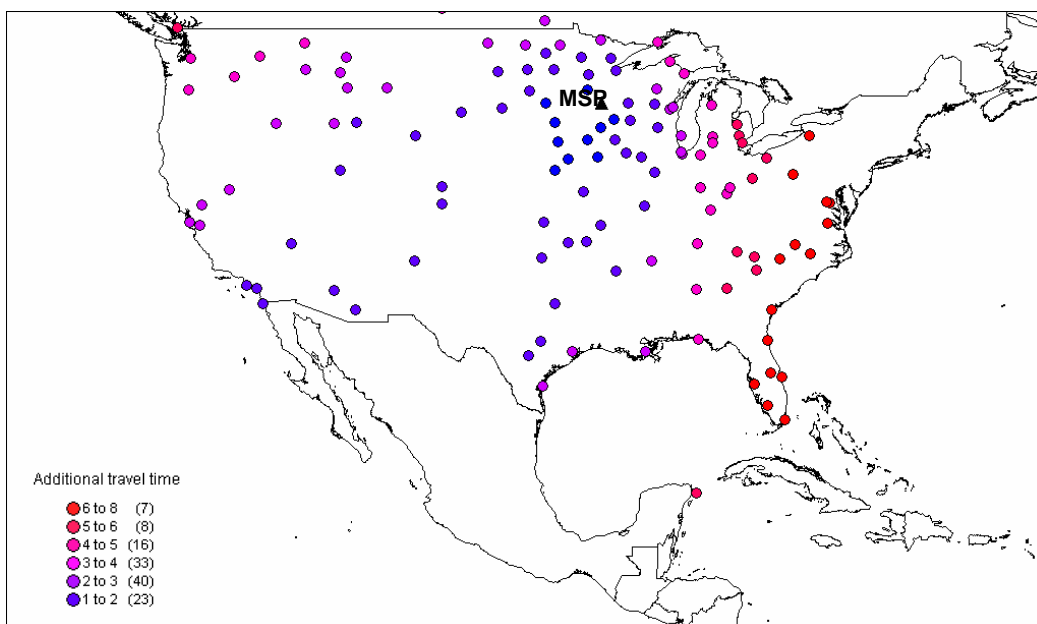 MSP
Additional travel time
6 to 8 (7)
5 to 6 (8)
4 to 5 (16)
3 to 4 (33)
2 to 3 (40)
1 to 2 (23)